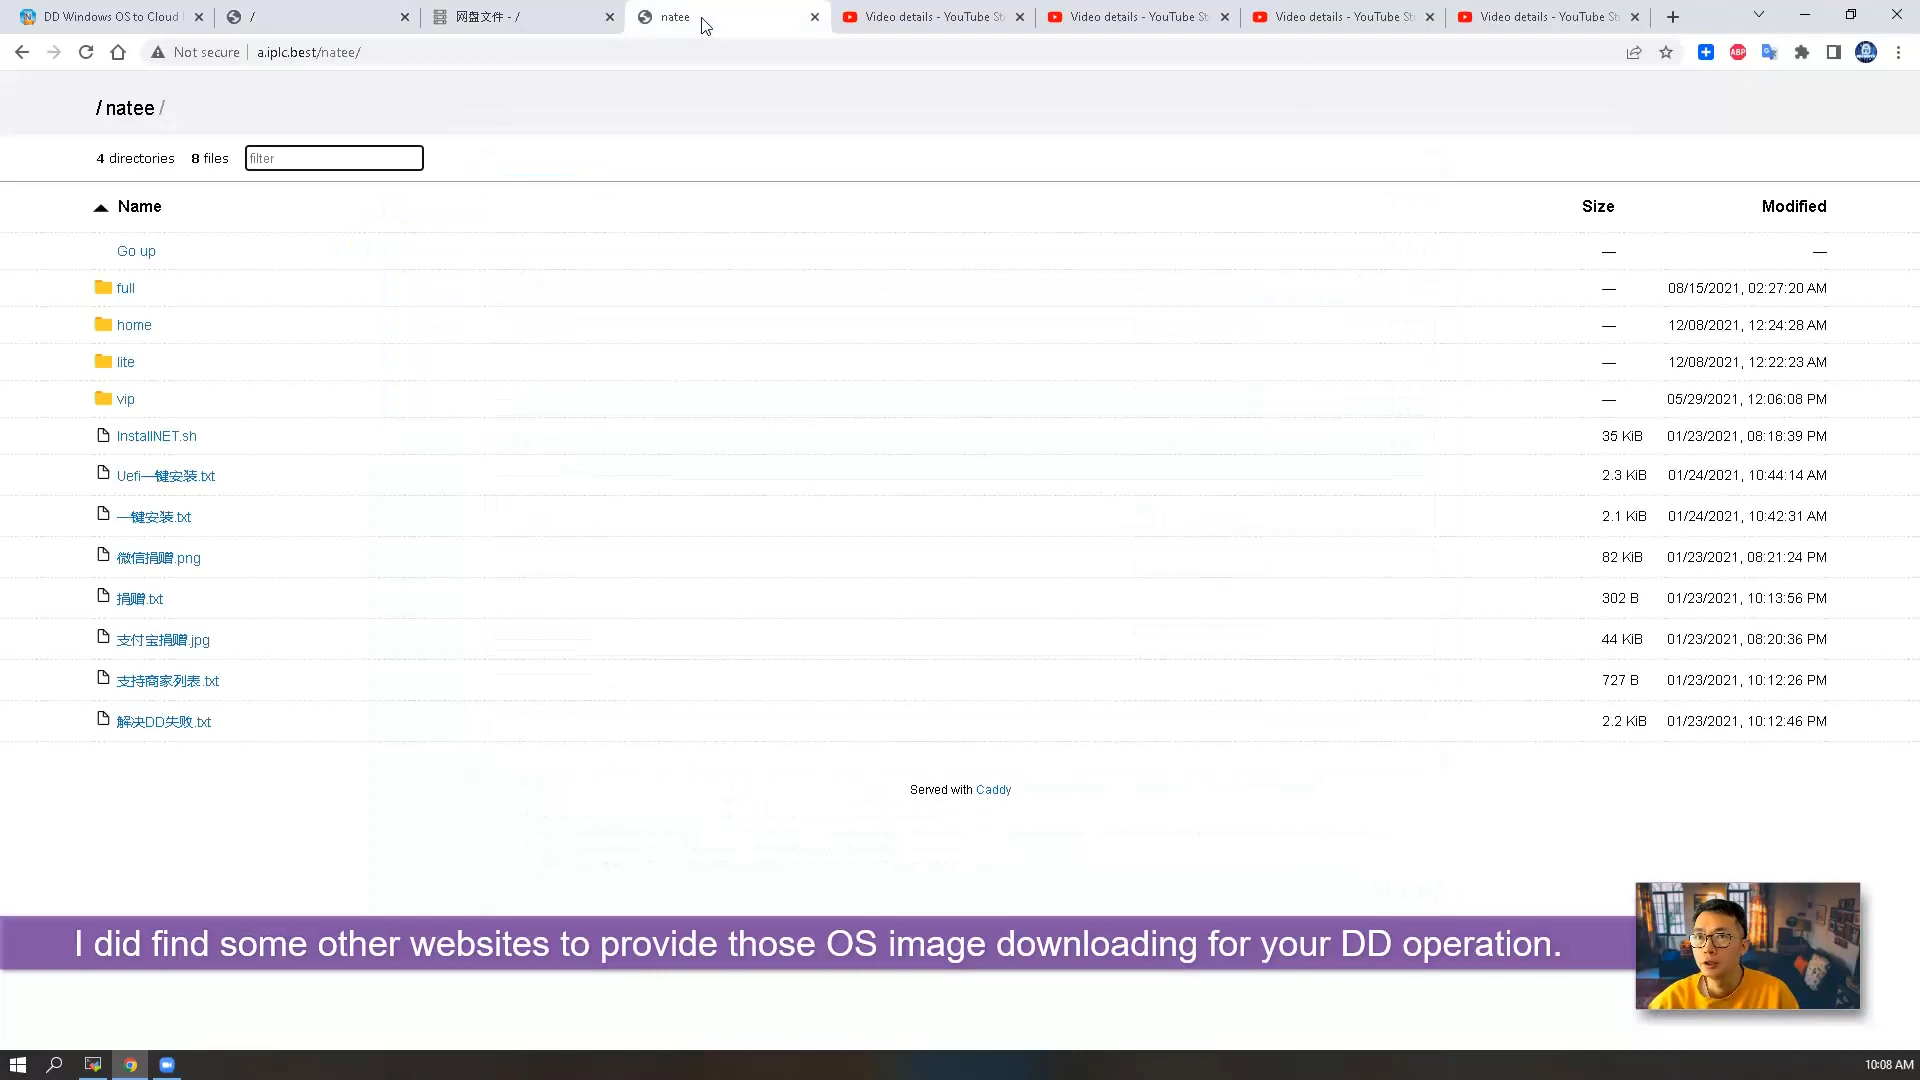 DD Windows OS to Cloud
/
网盘文件 - /
natee
Video details - YouTube St
Video details - YouTube St
Video details - YouTube St
Video details - YouTube St
Not secure
a.iplc.best/natee/
ABP
/ natee /
4 directories 8 files filter
Name Size Modified
Go up — —
full — 08/15/2021, 02:27:20 AM
home — 12/08/2021, 12:24:28 AM
lite — 12/08/2021, 12:22:23 AM
vip — 05/29/2021, 12:06:08 PM
InstallNET.sh 35 KiB 01/23/2021, 08:18:39 PM
Uefi一键安装.txt 2.3 KiB 01/24/2021, 10:44:14 AM
一键安装.txt 2.1 KiB 01/24/2021, 10:42:31 AM
微信捐赠.png 82 KiB 01/23/2021, 08:21:24 PM
捐赠.txt 302 B 01/23/2021, 10:13:56 PM
支付宝捐赠.jpg 44 KiB 01/23/2021, 08:20:36 PM
支持商家列表.txt 727 B 01/23/2021, 10:12:26 PM
解决DD失败.txt 2.2 KiB 01/23/2021, 10:12:46 PM
Served with Caddy
I did find some other websites to provide those OS image downloading for your DD operation.
10:08 AM